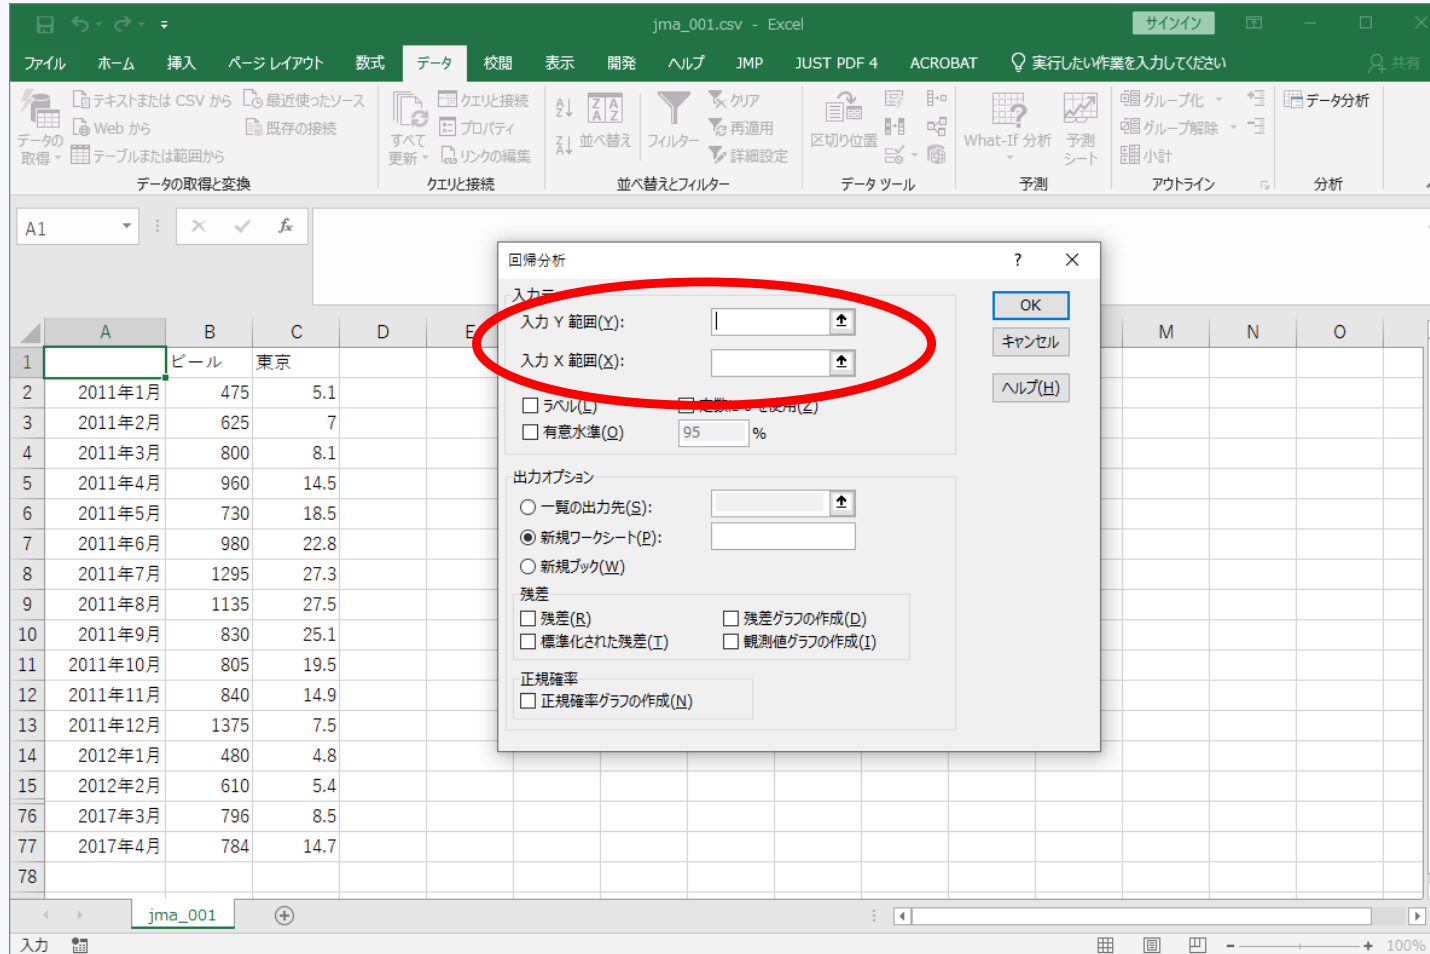 jma_001.csv - Excel
サインイン
ファイル ホーム 挿入 ページ レイアウト 数式 データ 校閲 表示 開発 ヘルプ JMP JUST PDF 4 ACROBAT 実行したい作業を入力してください 共有
テキストまたは CSV から 最近使ったソース
Web から 既存の接続
テーブルまたは範囲から
データの取得
データの取得と変換
すべて更新
クエリと接続
プロパティ
リンクの編集
クエリと接続
並べ替え
フィルター
クリア
再適用
詳細設定
並べ替えとフィルター
区切り位置
データ ツール
What-If 分析
予測シート
予測
グループ化
グループ解除
小計
アウトライン
データ分析
分析
A1
fx
A B C D E M N O
1 ビール 東京
2 2011年1月 475 5.1
3 2011年2月 625 7
4 2011年3月 800 8.1
5 2011年4月 960 14.5
6 2011年5月 730 18.5
7 2011年6月 980 22.8
8 2011年7月 1295 27.3
9 2011年8月 1135 27.5
10 2011年9月 830 25.1
11 2011年10月 805 19.5
12 2011年11月 840 14.9
13 2011年12月 1375 7.5
14 2012年1月 480 4.8
15 2012年2月 610 5.4
76 2017年3月 796 8.5
77 2017年4月 784 14.7
78
回帰分析 ?
入力
入力 Y 範囲(Y):
入力 X 範囲(X):
ラベル(L)
を使用(Z)
有意水準(O) 95 %
OK
キャンセル
ヘルプ(H)
出力オプション
一覧の出力先(S):
新規ワークシート(P):
新規ブック(W)
残差
残差(R) 残差グラフの作成(D)
標準化された残差(T) 観測値グラフの作成(I)
正規確率
正規確率グラフの作成(N)
jma_001
入力
100%